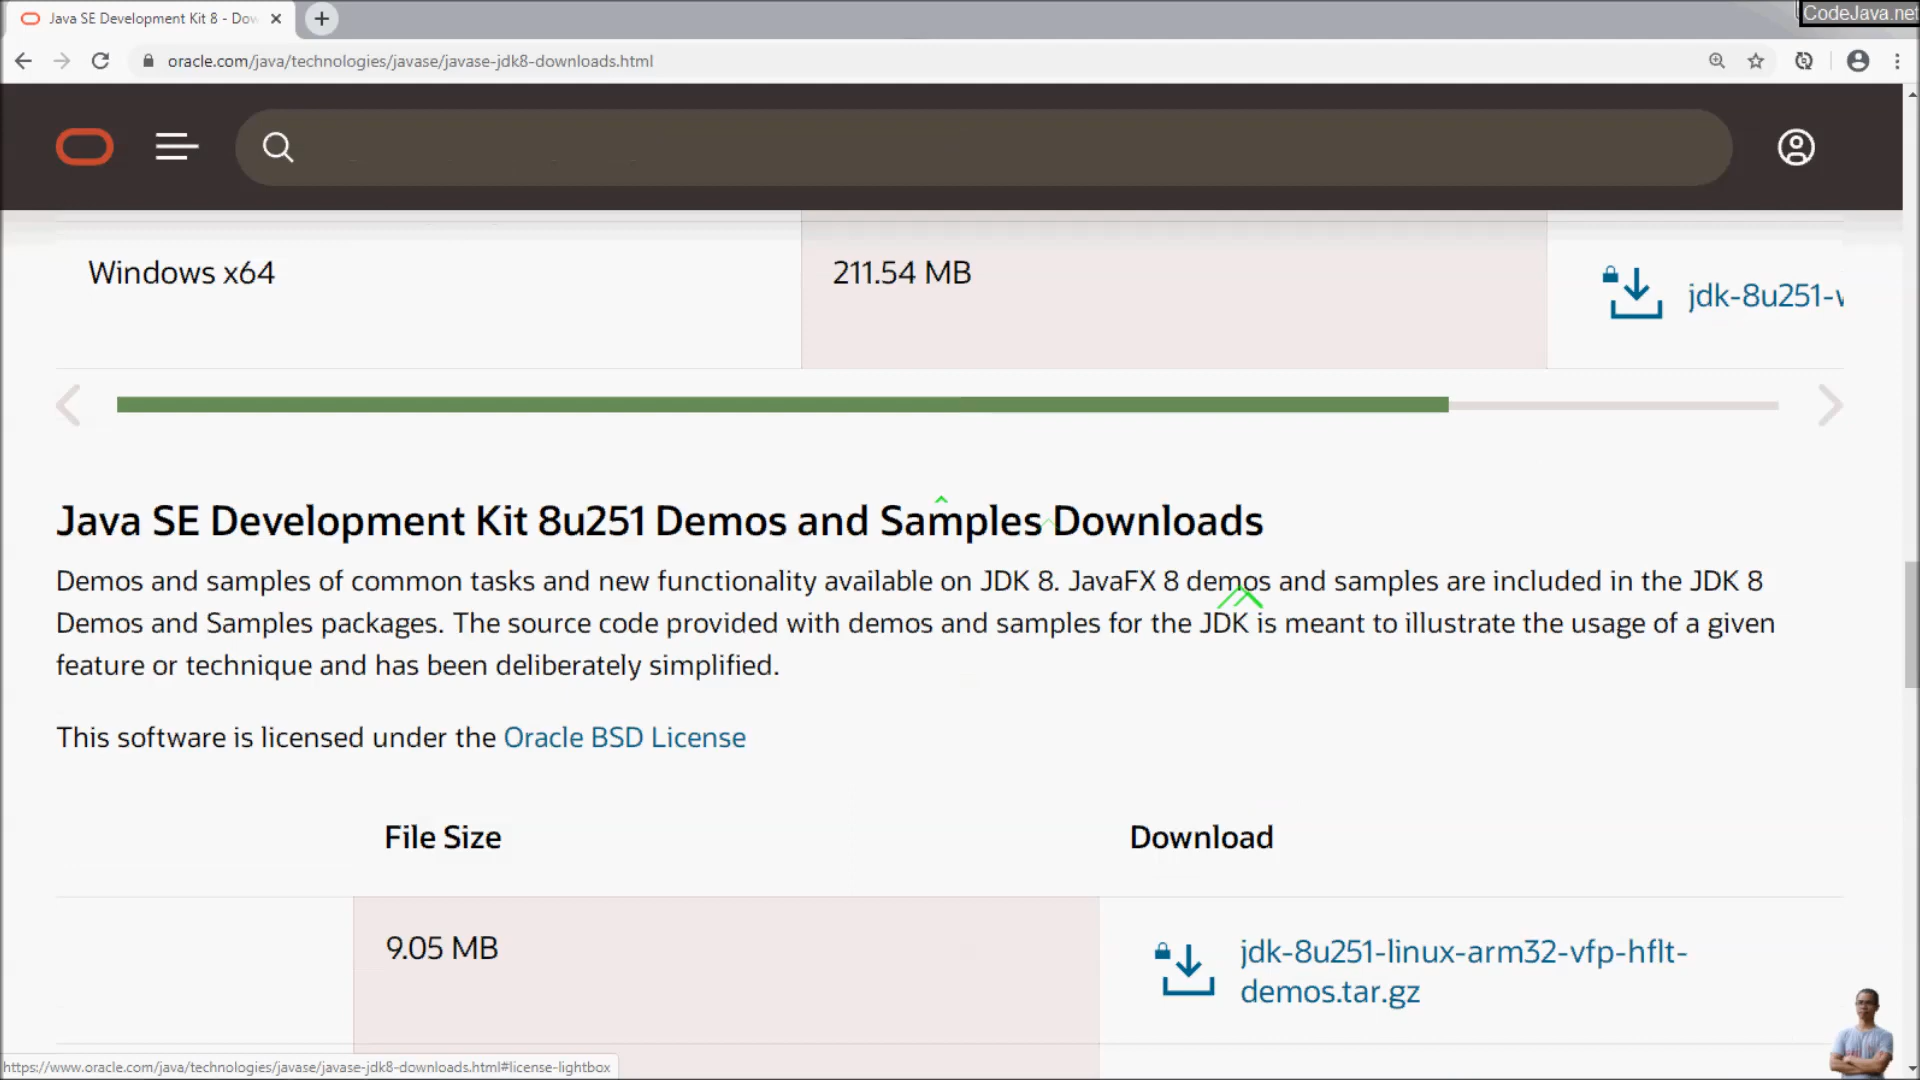 Java SE Development Kit 8 - Dow
CodeJava.net
oracle.com/java/technologies/javase/javase-jdk8-downloads.html
Windows x64
211.54 MB
jdk-8u251-w
Java SE Development Kit 8u251 Demos and Samples Downloads
Demos and samples of common tasks and new functionality available on JDK 8. JavaFX 8 demos and samples are included in the JDK 8
Demos and Samples packages. The source code provided with demos and samples for the JDK is meant to illustrate the usage of a given
feature or technique and has been deliberately simplified.
This software is licensed under the Oracle BSD License
File Size
Download
9.05 MB
jdk-8u251-linux-arm32-vfp-hflt-
demos.tar.gz
https://www.oracle.com/java/technologies/javase/javase-jdk8-downloads.html#license-lightbox